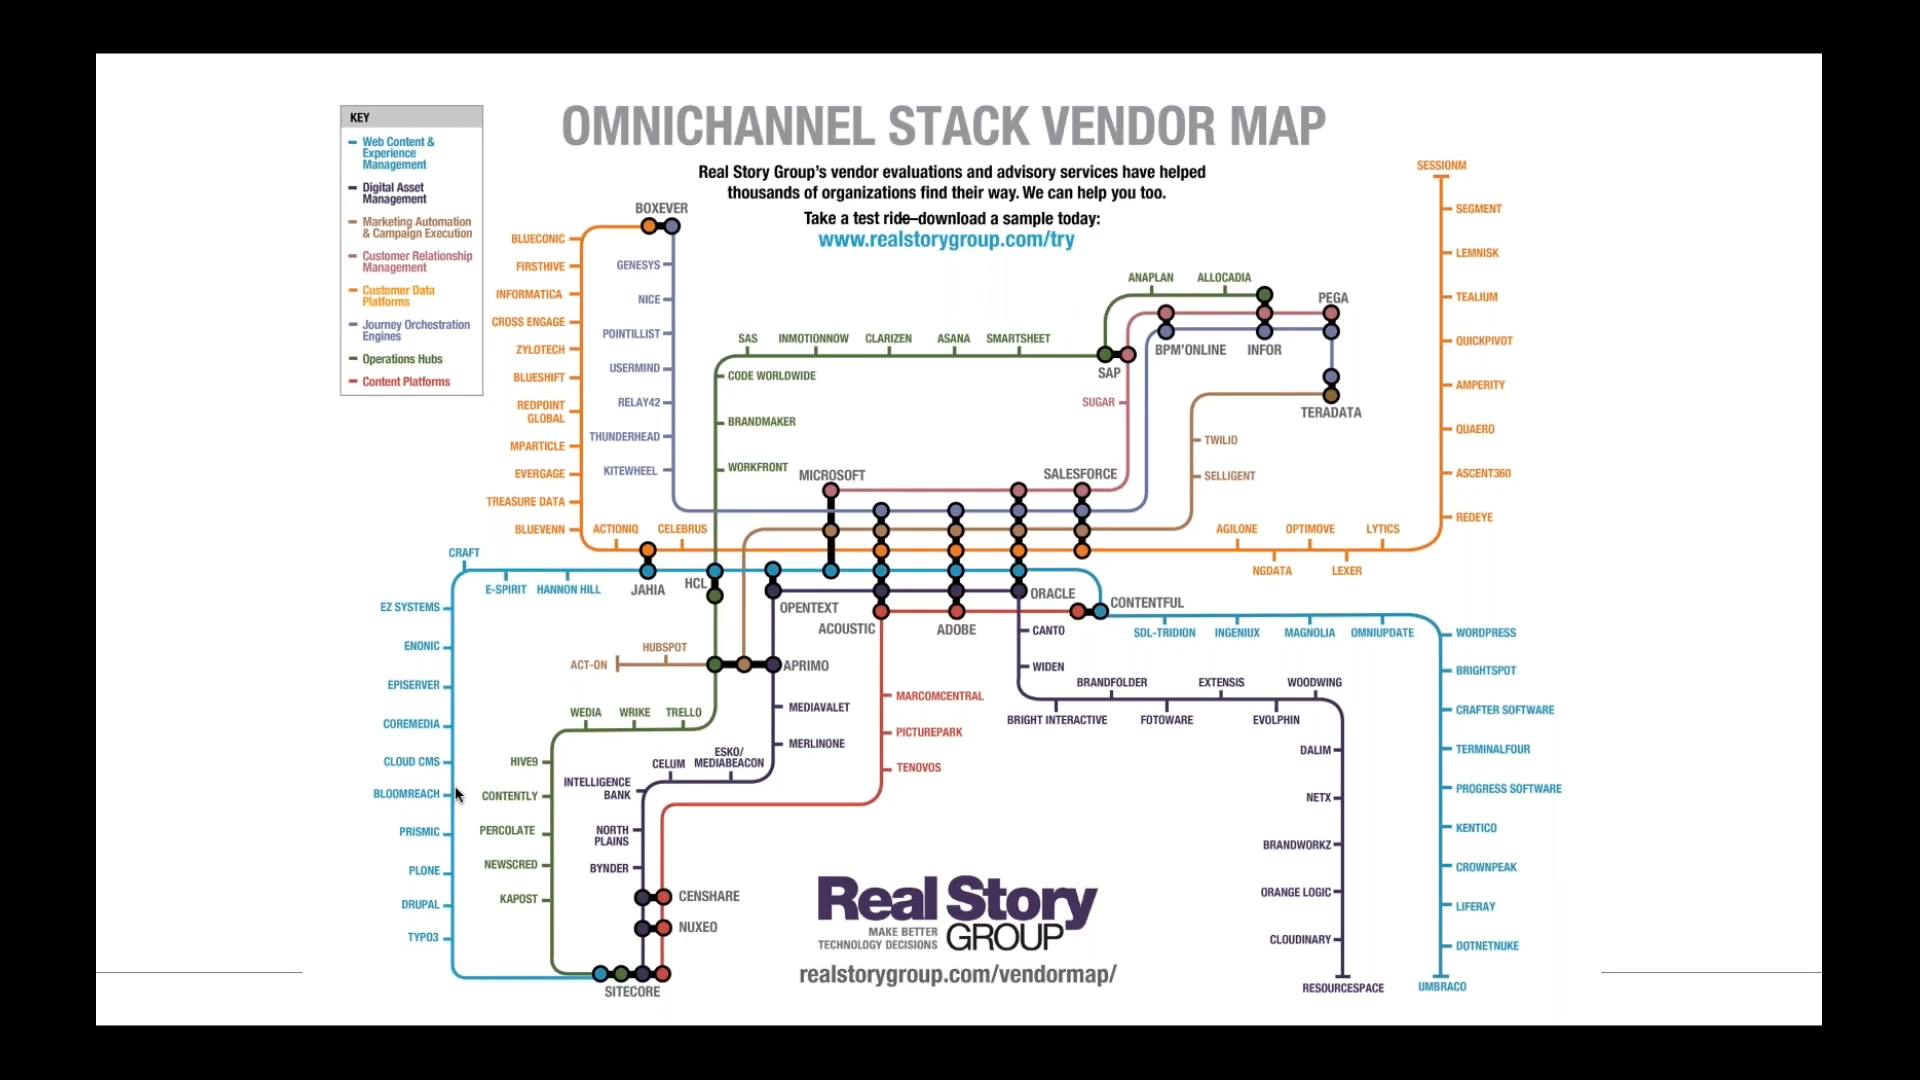 OMNICHANNEL STACK VENDOR MAP
Real Story Group's vendor evaluations and advisory services have helped
thousands of organizations find their way. We can help you too.
Take a test ride–download a sample today:
www.realstorygroup.com/try
KEY
Web Content &
Experience
Management
Digital Asset
Management
Marketing Automation
& Campaign Execution
Customer Relationship
Management
Customer Data
Platforms
Journey Orchestration
Engines
Operations Hubs
Content Platforms
BOXEVER
BLUECONIC
FIRSTHIVE
INFORMATICA
CROSS ENGAGE
ZYLOTECH
BLUESHIFT
REDPOINT
GLOBAL
MPARTICLE
EVERGAGE
TREASURE DATA
BLUEVENN
ACTIONIQ
CELEBRUS
GENESYS
NICE
POINTILLIST
USERMIND
RELAY42
THUNDERHEAD
KITEWHEEL
SAS
INMOTIONNOW
CLARIZEN
ASANA
SMARTSHEET
CODE WORLDWIDE
BRANDMAKER
WORKFRONT
ANAPLAN
ALLOCADIA
PEGA
BPM'ONLINE
INFOR
SAP
SUGAR
TERADATA
TWILIO
SELLIGENT
MICROSOFT
SALESFORCE
SESSIONM
SEGMENT
LEMNISK
TEALIUM
QUICKPIVOT
AMPERITY
QUAERO
ASCENT360
REDEYE
AGILONE
OPTIMOVE
LYTICS
NGDATA
LEXER
CRAFT
E-SPIRIT
HANNON HILL
JAHIA
HCL
OPENTEXT
ACOUSTIC
ADOBE
ORACLE
CONTENTFUL
EZ SYSTEMS
ENONIC
EPISERVER
COREMEDIA
CLOUD CMS
BLOOMREACH
PRISMIC
PLONE
DRUPAL
TYPO3
HUBSPOT
ACT-ON
APRIMO
WEDIA
WRIKE
TRELLO
HIVE9
CONTENTLY
PERCOLATE
NEWSCRED
KAPOST
MEDIAVALET
MERLINONE
ESKO/
MEDIABEACON
CELUM
INTELLIGENCE
BANK
NORTH
PLAINS
BYNDER
CENSHARE
NUXEO
SITECORE
MARCOMCENTRAL
PICTUREPARK
TENOVOS
CANTO
WIDEN
BRANDFOLDER
EXTENSIS
WOODWING
BRIGHT INTERACTIVE
FOTOWARE
EVOLPHIN
DALIM
NETX
BRANDWORKZ
ORANGE LOGIC
CLOUDINARY
RESOURCESPACE
SDL-TRIDION
INGENIUX
MAGNOLIA
OMNIUPDATE
WORDPRESS
BRIGHTSPOT
CRAFTER SOFTWARE
TERMINALFOUR
PROGRESS SOFTWARE
KENTICO
CROWNPEAK
LIFERAY
DOTNETNUKE
UMBRACO
Real Story
MAKE BETTER
TECHNOLOGY DECISIONS
GROUP
realstorygroup.com/vendormap/